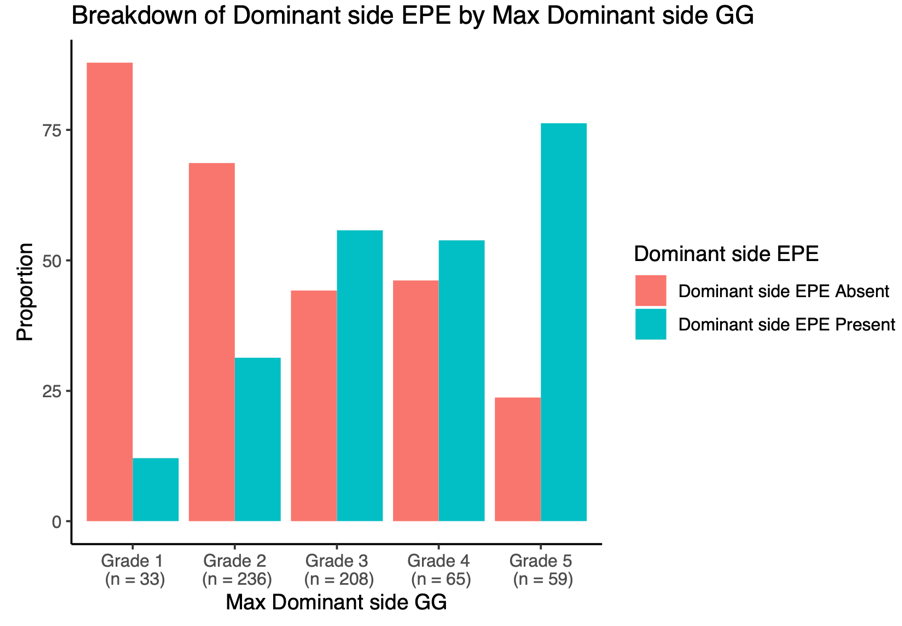 Breakdown of Dominant side EPE by Max Dominant side GG
Proportion
75
50
25
0
Grade 1
(n = 33)
Grade 2
(n = 236)
Grade 3
(n = 208)
Grade 4
(n = 65)
Grade 5
(n = 59)
Max Dominant side GG
Dominant side EPE
Dominant side EPE Absent
Dominant side EPE Present